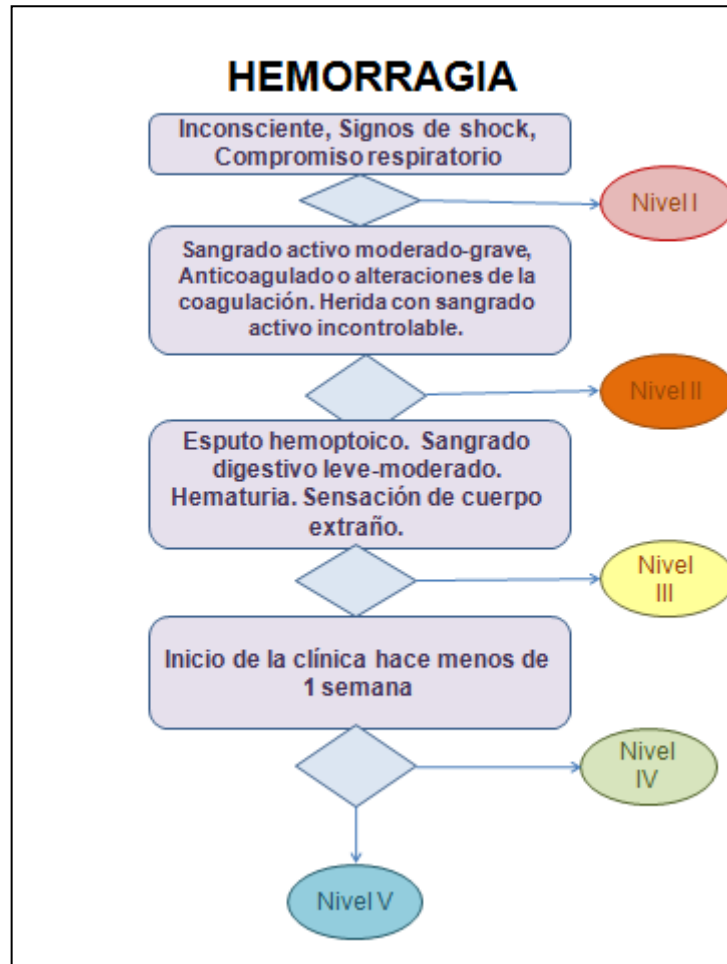 HEMORRAGIA
Inconsciente, Signos de shock,
Compromiso respiratorio
Nivel I
Sangrado activo moderado-grave,
Anticoagulado o alteraciones de la
coagulación. Herida con sangrado
activo incontrolable.
Nivel II
Esputo hemoptoico. Sangrado
digestivo leve-moderado.
Hematuria. Sensación de cuerpo
extraño.
Nivel
III
Inicio de la clínica hace menos de
1 semana
Nivel
IV
Nivel V